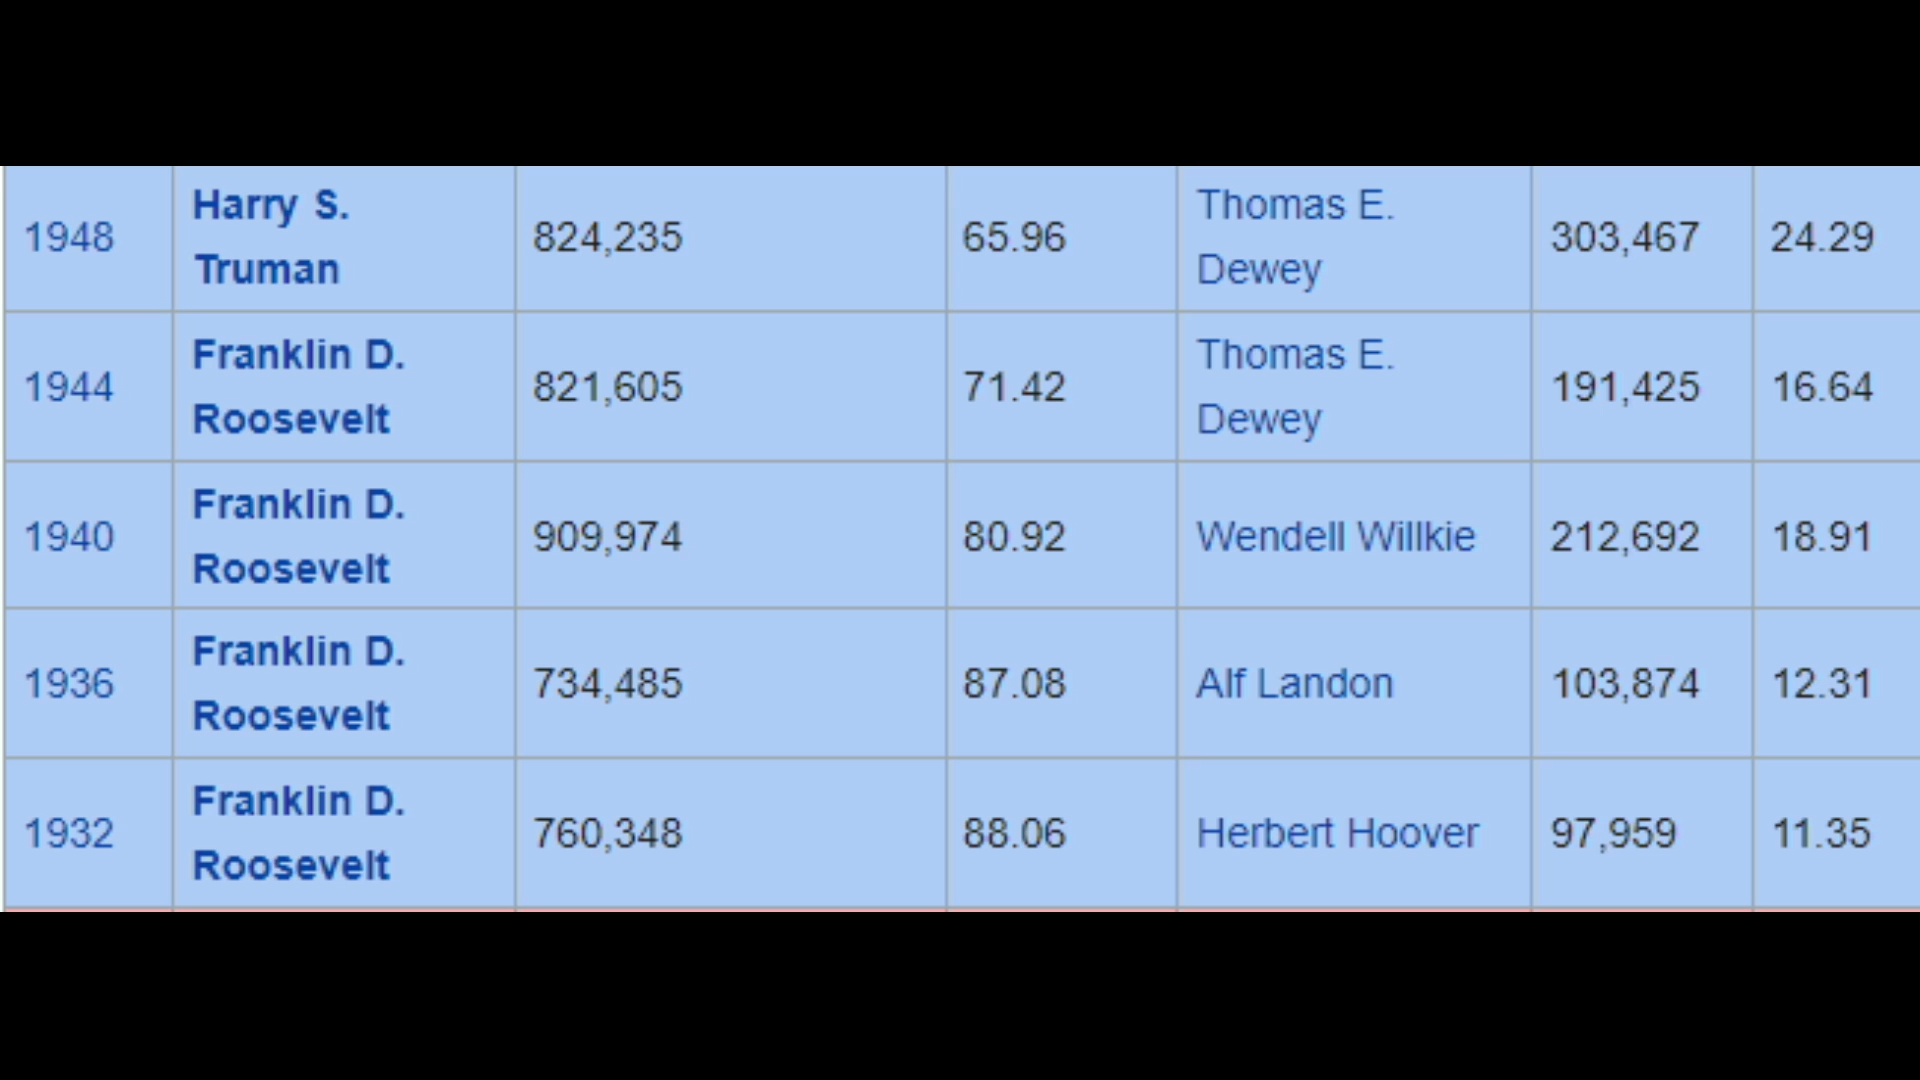 1948 Harry S. Truman 824,235 65.96 Thomas E. Dewey 303,467 24.29
1944 Franklin D. Roosevelt 821,605 71.42 Thomas E. Dewey 191,425 16.64
1940 Franklin D. Roosevelt 909,974 80.92 Wendell Willkie 212,692 18.91
1936 Franklin D. Roosevelt 734,485 87.08 Alf Landon 103,874 12.31
1932 Franklin D. Roosevelt 760,348 88.06 Herbert Hoover 97,959 11.35